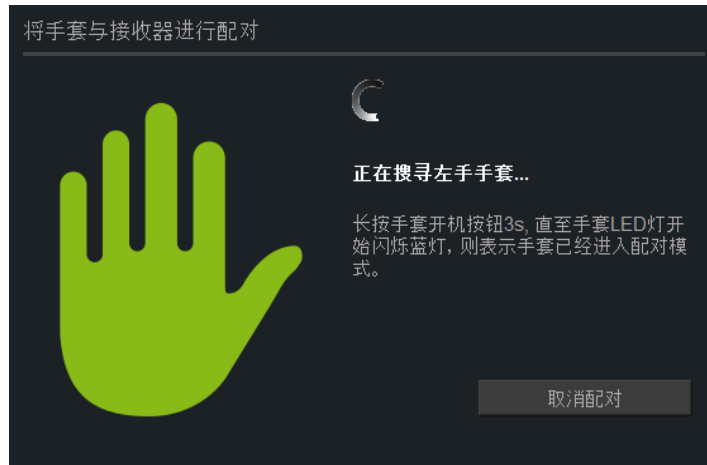 将手套与接收器进行配对
正在搜寻左手手套...
长按手套开机按钮3s, 直至手套LED灯开
始闪烁蓝灯, 则表示手套已经进入配对模
式。
取消配对